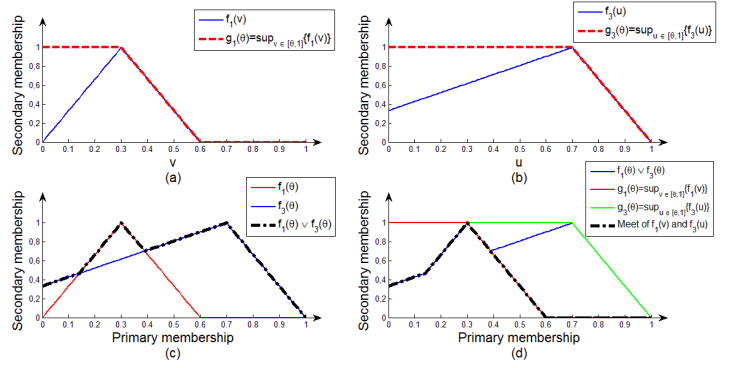 f₁(v)
g₁(θ)=sup_{v ∈ [θ,1]}{f₁(v)}
Secondary membership
1
0,8
0,6
0,4
0,2
0
0 0.1 0.2 0.3 0.4 0.5 0.6 0.7 0.8 0.9 1
v
(a)
f₃(u)
g₃(θ)=sup_{u ∈ [θ,1]}{f₃(u)}
Secondary membership
1
0,8
0,6
0,4
0,2
0
0 0.1 0.2 0.3 0.4 0.5 0.6 0.7 0.8 0.9 1
u
(b)
f₁(θ)
f₃(θ)
f₁(θ) ∨ f₃(θ)
Secondary membership
1
0,8
0,6
0,4
0,2
0
0 0.1 0.2 0.3 0.4 0.5 0.6 0.7 0.8 0.9 1
Primary membership
(c)
f₁(θ) ∨ f₃(θ)
g₁(θ)=sup_{v ∈ [θ,1]}{f₁(v)}
g₃(θ)=sup_{u ∈ [θ,1]}{f₃(u)}
Meet of f₁(v) and f₃(u)
Secondary membership
1
0,8
0,6
0,4
0,2
0
0 0.1 0.2 0.3 0.4 0.5 0.6 0.7 0.8 0.9 1
Primary membership
(d)